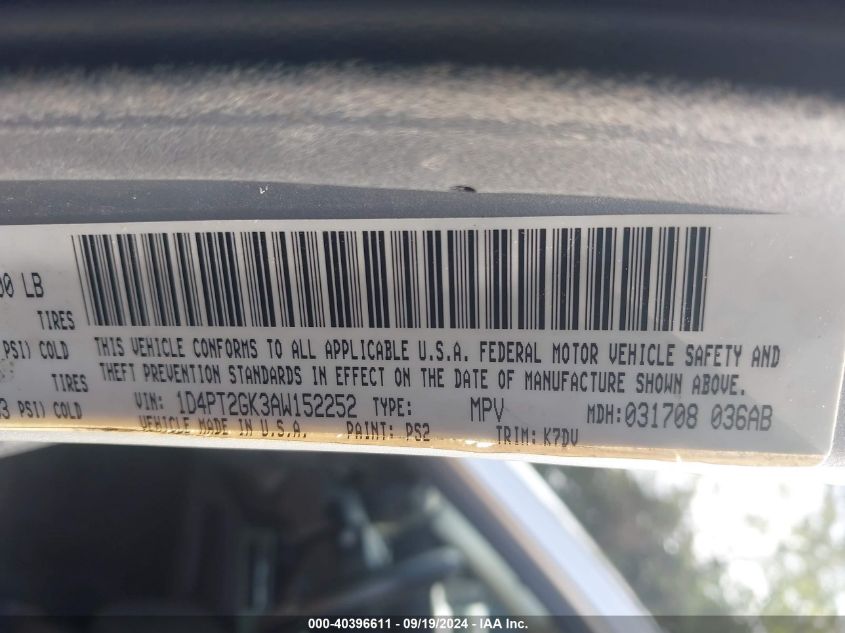 00 LB
TIRES
PSI) COLD
TIRES
3 PSI) COLD
THIS VEHICLE CONFORMS TO ALL APPLICABLE U.S.A. FEDERAL MOTOR VEHICLE SAFETY AND
THEFT PREVENTION STANDARDS IN EFFECT ON THE DATE OF MANUFACTURE SHOWN ABOVE.
VIN: 1D4PT2GK3AW152252 TYPE: MPV MDH: 031708 036AB
VEHICLE MADE IN U.S.A. PAINT: PS2 TRIM: K7DV
000-40396611 - 09/19/2024 - IAA Inc.